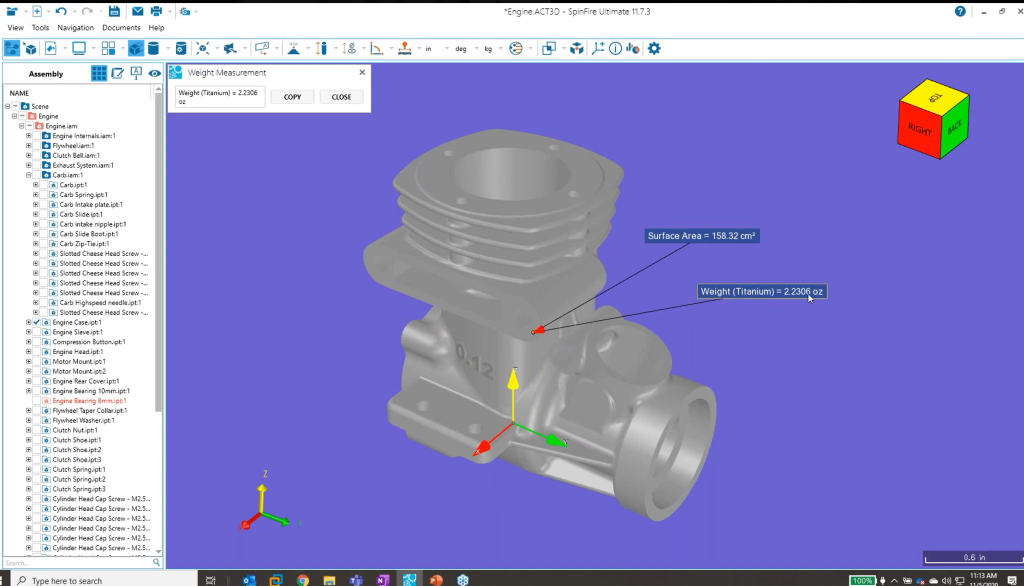 *Engine.ACT3D - SpinFire Ultimate 11.7.3
View Tools Navigation Documents Help
in deg kg
Assembly
NAME
Scene
Engine
Engine.iam
Engine Internals.iam:1
Flywheel.iam:1
Clutch Bell.iam:1
Exhaust System.iam:1
Carb.iam:1
Carb.ipt:1
Carb Spring.ipt:1
Carb Intake plate.ipt:1
Carb Slide.ipt:1
Carb intake nipple.ipt:1
Carb Slide Boot.ipt:1
Carb Zip-Tie.ipt:1
Slotted Cheese Head Screw -...
Slotted Cheese Head Screw -...
Slotted Cheese Head Screw -...
Slotted Cheese Head Screw -...
Slotted Cheese Head Screw -...
Carb Highspeed needle.ipt:1
Slotted Cheese Head Screw -...
Engine Case.ipt:1
Engine Sleve.ipt:1
Compression Button.ipt:1
Engine Head.ipt:1
Motor Mount.ipt:1
Motor Mount.ipt:2
Engine Rear Cover.ipt:1
Engine Bearing 10mm.ipt:1
Engine Bearing 8mm.ipt:1
Flywheel Taper Collar.ipt:1
Flywheel Washer.ipt:1
Clutch Nut.ipt:1
Clutch Shoe.ipt:1
Clutch Shoe.ipt:2
Clutch Shoe.ipt:3
Clutch Spring.ipt:1
Clutch Spring.ipt:2
Clutch Spring.ipt:3
Cylinder Head Cap Screw - M2.5...
Cylinder Head Cap Screw - M2.5...
Cylinder Head Cap Screw - M2.5...
Cylinder Head Cap Screw - M2.5...
Cylinder Head Cap Screw - M2.5...
Cylinder Head Cap Screw - M2.5...
Search...
Weight Measurement
Weight (Titanium) = 2.2306
oz
COPY CLOSE
TOP
RIGHT BACK
Surface Area = 158.32 cm²
Weight (Titanium) = 2.2306 oz
0.12
Z
0.6 in
Type here to search
100%
11:13 AM
11/5/2020